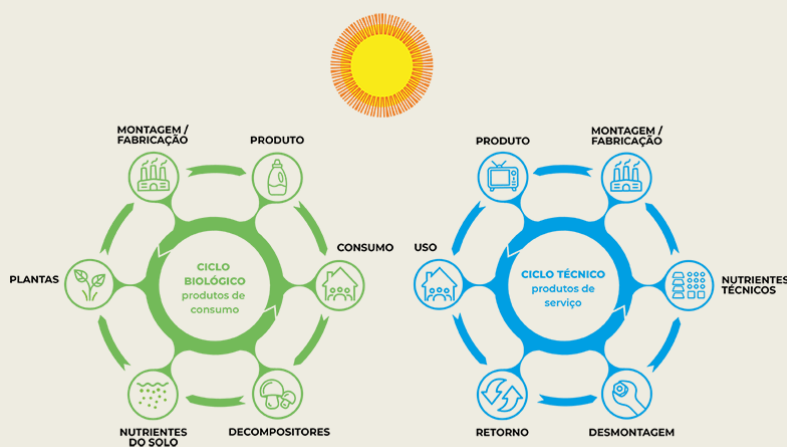 MONTAGEM /
FABRICAÇÃO
PRODUTO
CONSUMO
DECOMPOSITORES
NUTRIENTES
DO SOLO
PLANTAS
CICLO
BIOLÓGICO
produtos de
consumo
PRODUTO
MONTAGEM /
FABRICAÇÃO
NUTRIENTES
TÉCNICOS
DESMONTAGEM
RETORNO
USO
CICLO TÉCNICO
produtos de
serviço